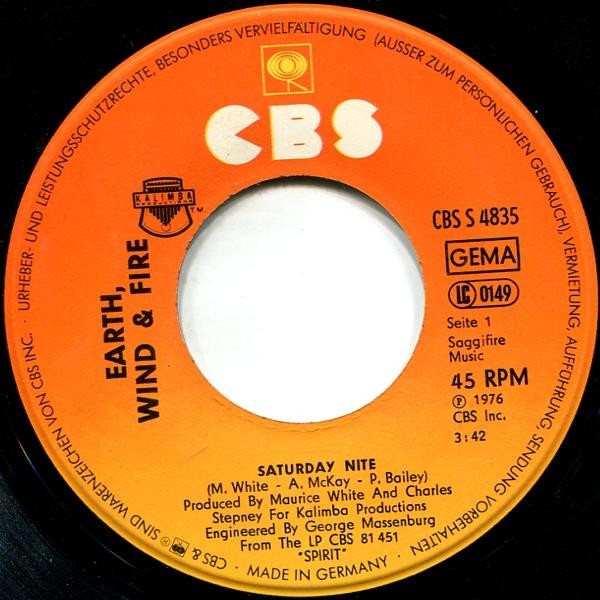 URHEBER- UND LEISTUNGSSCHUTZRECHTE, BESONDERS VERVIELFÄLTIGUNG (AUSSER ZUM PERSÖNLICHEN GEBRAUCH), VERMIETUNG, AUFFÜHRUNG, SENDUNG VORBEHALTEN
CBS
KALIMBA
TM.
EARTH,
WIND & FIRE
CBS S 4835
GEMA
LC 0149
Seite 1
Saggifire
Music
45 RPM
Ⓟ 1976
CBS Inc.
3:42
SATURDAY NITE
(M. White - A. McKay - P. Bailey)
Produced By Maurice White And Charles
Stepney For Kalimba Productions
Engineered By George Massenburg
From The LP CBS 81 451
"SPIRIT"
CBS & SIND WARENZEICHEN VON CBS INC. · MADE IN GERMANY ·